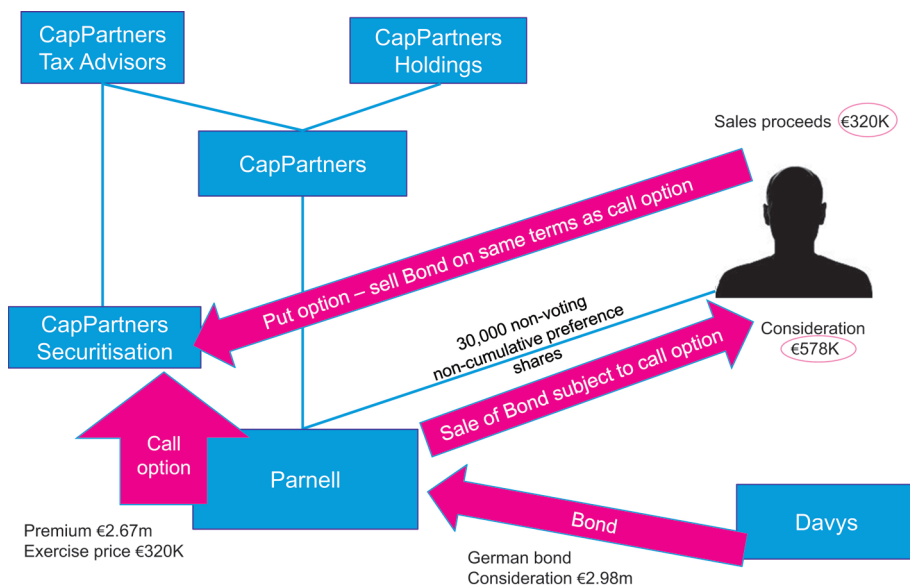 CapPartners
Tax Advisors
CapPartners
Holdings
CapPartners
Sales proceeds €320K
Put option – sell Bond on same terms as call option
CapPartners
Securitisation
30,000 non-voting
non-cumulative preference
shares
Consideration
€578K
Sale of Bond subject to call option
Call
option
Parnell
Bond
Davys
Premium €2.67m
Exercise price €320K
German bond
Consideration €2.98m